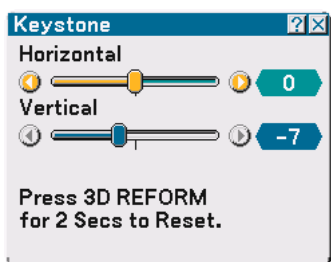 Keystone ? ×
Horizontal
0
Vertical
-7
Press 3D REFORM
for 2 Secs to Reset.